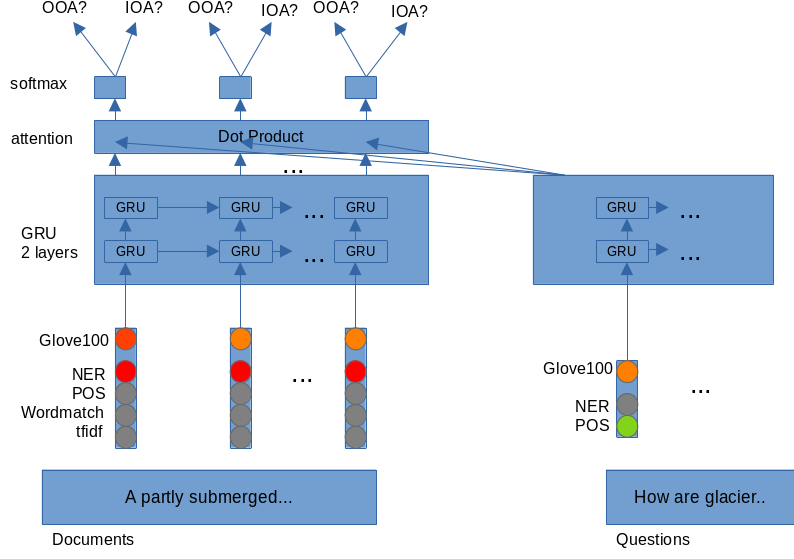 OOA? IOA? OOA? IOA? OOA? IOA?
softmax
attention
Dot Product
...
GRU GRU ... GRU GRU ...
GRU
2 layers
GRU GRU ... GRU GRU ...
Glove100
NER
POS
Wordmatch
tfidf
...
Glove100
NER
POS
...
A partly submerged...
How are glacier..
Documents
Questions